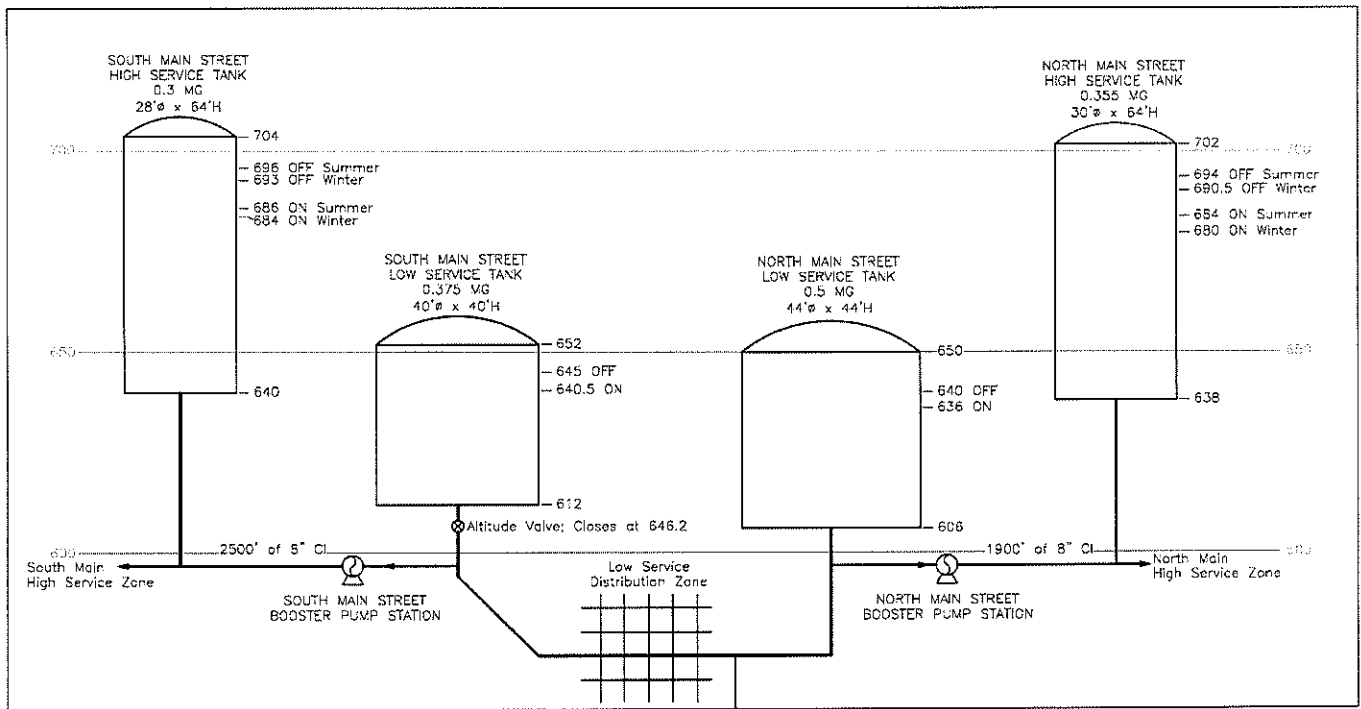 SOUTH MAIN STREET
HIGH SERVICE TANK
0.3 MG
28'ø x 64'H
704
700
696 OFF Summer
693 OFF Winter
686 ON Summer
684 ON Winter
640
SOUTH MAIN STREET
LOW SERVICE TANK
0.375 MG
40'ø x 40'H
652
650
645 OFF
640.5 ON
612
Altitude Valve; Closes at 646.2
NORTH MAIN STREET
LOW SERVICE TANK
0.5 MG
44'ø x 44'H
650
640 OFF
636 ON
606
NORTH MAIN STREET
HIGH SERVICE TANK
0.355 MG
30'ø x 64'H
702
700
694 OFF Summer
690.5 OFF Winter
684 ON Summer
680 ON Winter
650
638
600
2500' of 8" CI
South Main
High Service Zone
SOUTH MAIN STREET
BOOSTER PUMP STATION
Low Service
Distribution Zone
1900' of 8" CI
600
North Main
High Service Zone
NORTH MAIN STREET
BOOSTER PUMP STATION